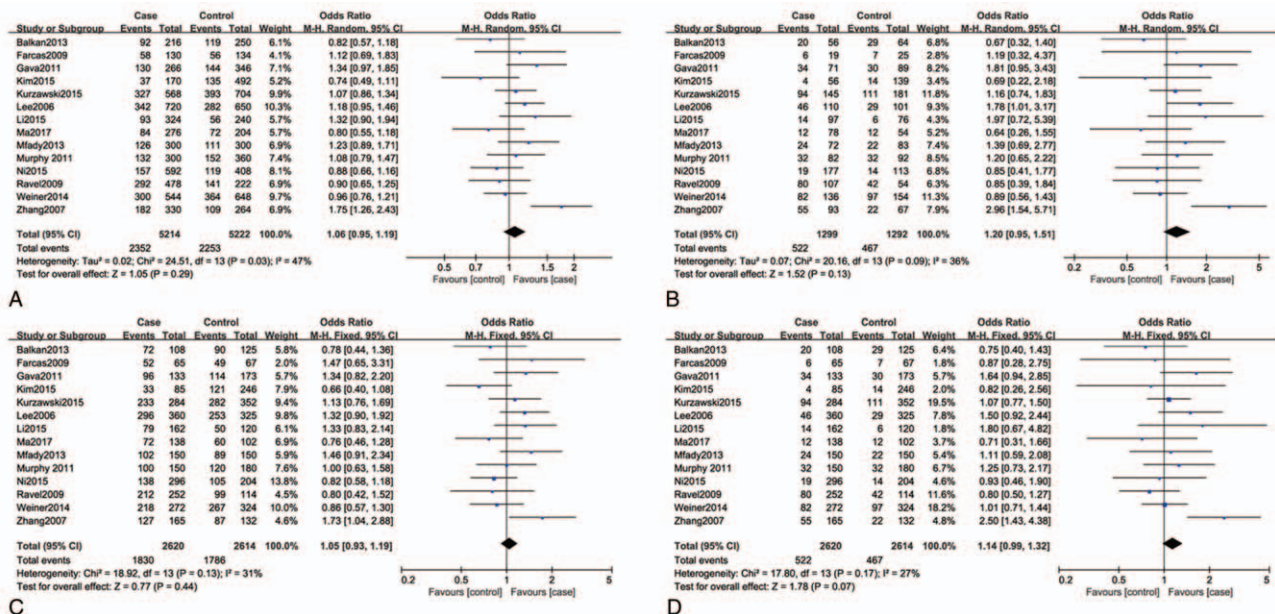 Case Control Odds Ratio Odds Ratio
Study or Subgroup Events Total Events Total Weight M-H, Random, 95% CI M-H, Random, 95% CI
Balkan2013 92 216 119 250 6.1% 0.82 [0.57, 1.18]
Farcas2009 58 130 56 134 4.1% 1.12 [0.69, 1.83]
Gava2011 130 266 144 346 7.1% 1.34 [0.97, 1.85]
Kim2015 37 170 135 492 5.4% 0.74 [0.49, 1.11]
Kurzawski2015 327 568 393 704 10.0% 1.07 [0.86, 1.34]
Lee2006 342 720 282 650 10.3% 1.18 [0.95, 1.46]
Li2015 93 324 56 240 5.8% 1.32 [0.90, 1.94]
Ma2017 84 276 72 204 5.8% 0.80 [0.55, 1.18]
Mfady2013 126 300 111 300 7.0% 1.23 [0.89, 1.71]
Murphy 2011 132 300 152 360 7.4% 1.08 [0.79, 1.47]
Ni2015 157 592 119 408 8.0% 0.88 [0.66, 1.16]
Ravel2009 292 478 141 222 6.8% 0.90 [0.65, 1.25]
Weiner2014 300 544 364 648 9.7% 0.96 [0.76, 1.21]
Zhang2007 182 330 109 264 6.7% 1.75 [1.26, 2.43]
Total (95% CI) 5214 5222 100.0% 1.06 [0.95, 1.19]
Total events 2352 2253
Heterogeneity: Tau² = 0.02; Chi² = 24.51, df = 13 (P = 0.03); I² = 47%
Test for overall effect: Z = 1.05 (P = 0.29)
0.5 0.7 1 1.5 2
Favours [control] Favours [case]
A
Case Control Odds Ratio Odds Ratio
Study or Subgroup Events Total Events Total Weight M-H, Random, 95% CI M-H, Random, 95% CI
Balkan2013 20 56 29 64 6.8% 0.67 [0.32, 1.40]
Farcas2009 6 19 7 25 2.9% 1.19 [0.32, 4.37]
Gava2011 34 71 30 89 8.6% 1.81 [0.95, 3.43]
Kim2015 4 56 14 139 3.6% 0.69 [0.22, 2.18]
Kurzawski2015 94 145 111 181 12.9% 1.16 [0.74, 1.83]
Lee2006 46 110 29 101 9.8% 1.78 [1.01, 3.17]
Li2015 14 97 6 76 4.5% 1.97 [0.72, 5.39]
Ma2017 12 78 12 54 5.3% 0.64 [0.26, 1.55]
Mfady2013 24 72 22 83 7.5% 1.39 [0.69, 2.77]
Murphy 2011 32 82 32 92 9.0% 1.20 [0.65, 2.22]
Ni2015 19 177 14 113 6.9% 0.85 [0.41, 1.77]
Ravel2009 80 107 42 54 6.3% 0.85 [0.39, 1.84]
Weiner2014 82 136 97 154 12.2% 0.89 [0.56, 1.43]
Zhang2007 55 93 22 67 7.9% 2.96 [1.54, 5.71]
Total (95% CI) 1299 1292 100.0% 1.20 [0.95, 1.51]
Total events 522 467
Heterogeneity: Tau² = 0.07; Chi² = 20.16, df = 13 (P = 0.09); I² = 36%
Test for overall effect: Z = 1.52 (P = 0.13)
0.2 0.5 1 2 5
Favours [control] Favours [case]
B
Case Control Odds Ratio Odds Ratio
Study or Subgroup Events Total Events Total Weight M-H, Fixed, 95% CI M-H, Fixed, 95% CI
Balkan2013 72 108 90 125 5.8% 0.78 [0.44, 1.36]
Farcas2009 52 65 49 67 2.0% 1.47 [0.65, 3.31]
Gava2011 96 133 114 173 5.6% 1.34 [0.82, 2.20]
Kim2015 33 85 121 246 7.9% 0.66 [0.40, 1.08]
Kurzawski2015 233 284 282 352 9.2% 1.13 [0.76, 1.69]
Lee2006 296 360 253 325 9.6% 1.32 [0.90, 1.92]
Li2015 79 162 50 120 5.9% 1.33 [0.83, 2.14]
Ma2017 72 138 60 102 6.6% 0.76 [0.46, 1.28]
Mfady2013 102 150 89 150 5.8% 1.46 [0.91, 2.34]
Murphy 2011 100 150 120 180 7.4% 1.00 [0.63, 1.58]
Ni2015 138 296 105 204 13.3% 0.82 [0.58, 1.18]
Ravel2009 212 252 99 114 4.5% 0.80 [0.42, 1.52]
Weiner2014 218 272 267 324 9.8% 0.86 [0.57, 1.30]
Zhang2007 127 165 87 132 4.6% 1.73 [1.04, 2.88]
Total (95% CI) 2620 2614 100.0% 1.05 [0.93, 1.19]
Total events 1830 1786
Heterogeneity: Chi² = 18.92, df = 13 (P = 0.13); I² = 31%
Test for overall effect: Z = 0.77 (P = 0.44)
0.2 0.5 1 2 5
Favours [control] Favours [case]
C
Case Control Odds Ratio Odds Ratio
Study or Subgroup Events Total Events Total Weight M-H, Fixed, 95% CI M-H, Fixed, 95% CI
Balkan2013 20 108 29 125 6.4% 0.75 [0.40, 1.43]
Farcas2009 6 65 7 67 1.8% 0.87 [0.28, 2.75]
Gava2011 34 133 30 173 5.7% 1.64 [0.94, 2.85]
Kim2015 4 85 14 246 2.0% 0.82 [0.26, 2.56]
Kurzawski2015 94 284 111 352 19.5% 1.07 [0.77, 1.50]
Lee2006 46 360 29 325 7.7% 1.50 [0.92, 2.44]
Li2015 14 162 6 120 1.8% 1.80 [0.67, 4.82]
Ma2017 12 138 12 102 3.7% 0.71 [0.31, 1.66]
Mfady2013 24 150 22 150 5.4% 1.11 [0.59, 2.08]
Murphy 2011 32 150 32 180 6.7% 1.25 [0.73, 2.17]
Ni2015 19 296 14 204 4.6% 0.93 [0.46, 1.90]
Ravel2009 80 252 42 114 11.5% 0.80 [0.50, 1.27]
Weiner2014 82 272 97 324 18.2% 1.01 [0.71, 1.44]
Zhang2007 55 165 22 132 4.8% 2.50 [1.43, 4.38]
Total (95% CI) 2620 2614 100.0% 1.14 [0.99, 1.32]
Total events 522 467
Heterogeneity: Chi² = 17.80, df = 13 (P = 0.17); I² = 27%
Test for overall effect: Z = 1.78 (P = 0.07)
0.2 0.5 1 2 5
Favours [control] Favours [case]
D